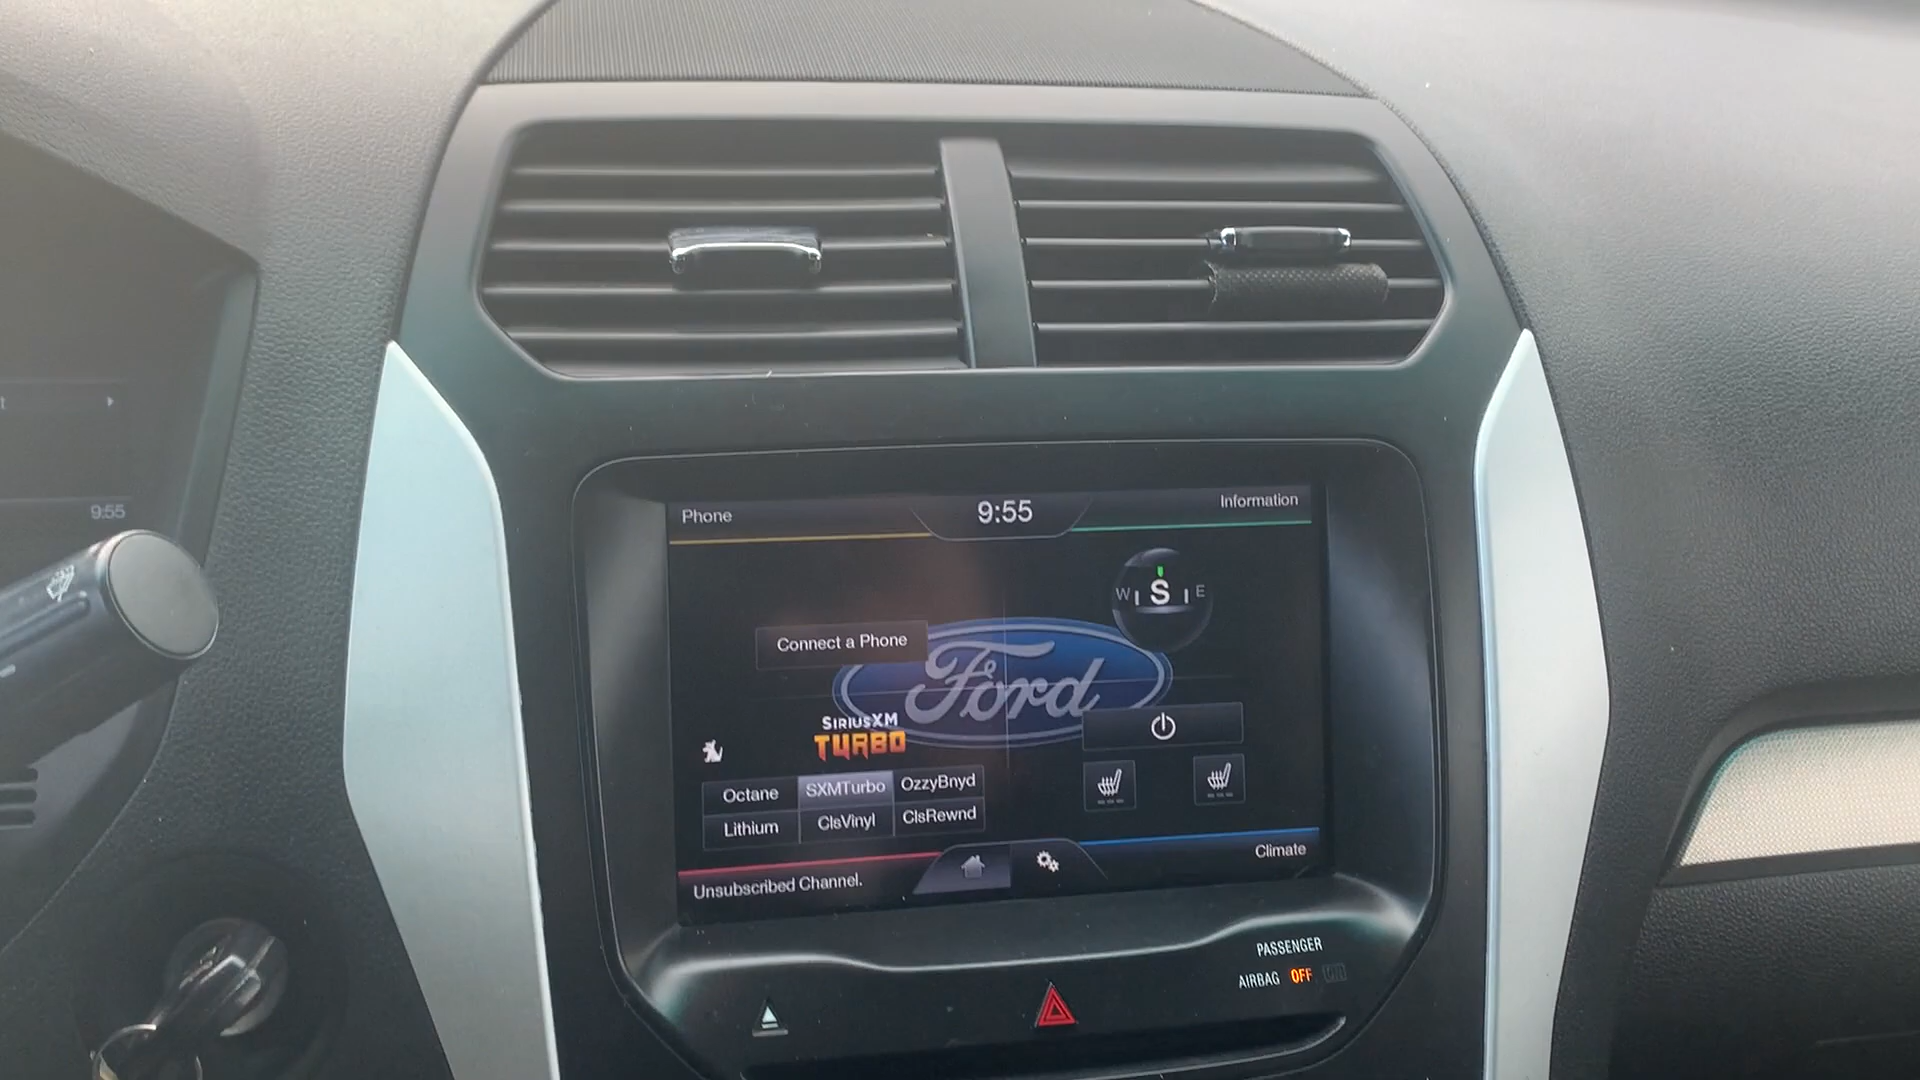 Phone
9:55
Information
W S E
Connect a Phone
Ford
SIRIUSXM
TURBO
Octane
SXMTurbo
OzzyBnyd
Lithium
ClsVinyl
ClsRewnd
Unsubscribed Channel.
Climate
9:55
PASSENGER
AIRBAG OFF